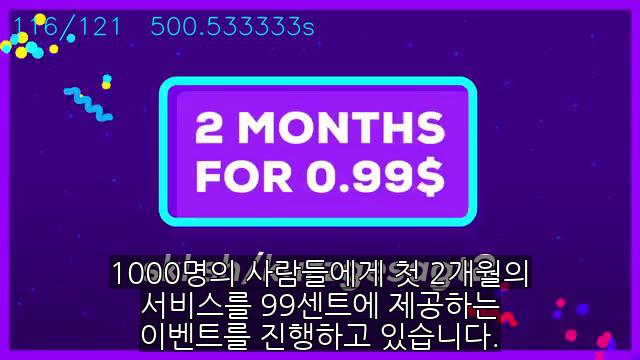 116/121 500.533333s
2 MONTHS
FOR 0.99$
1000명의 사람들에게 첫 2개월의
서비스를 99센트에 제공하는
이벤트를 진행하고 있습니다.